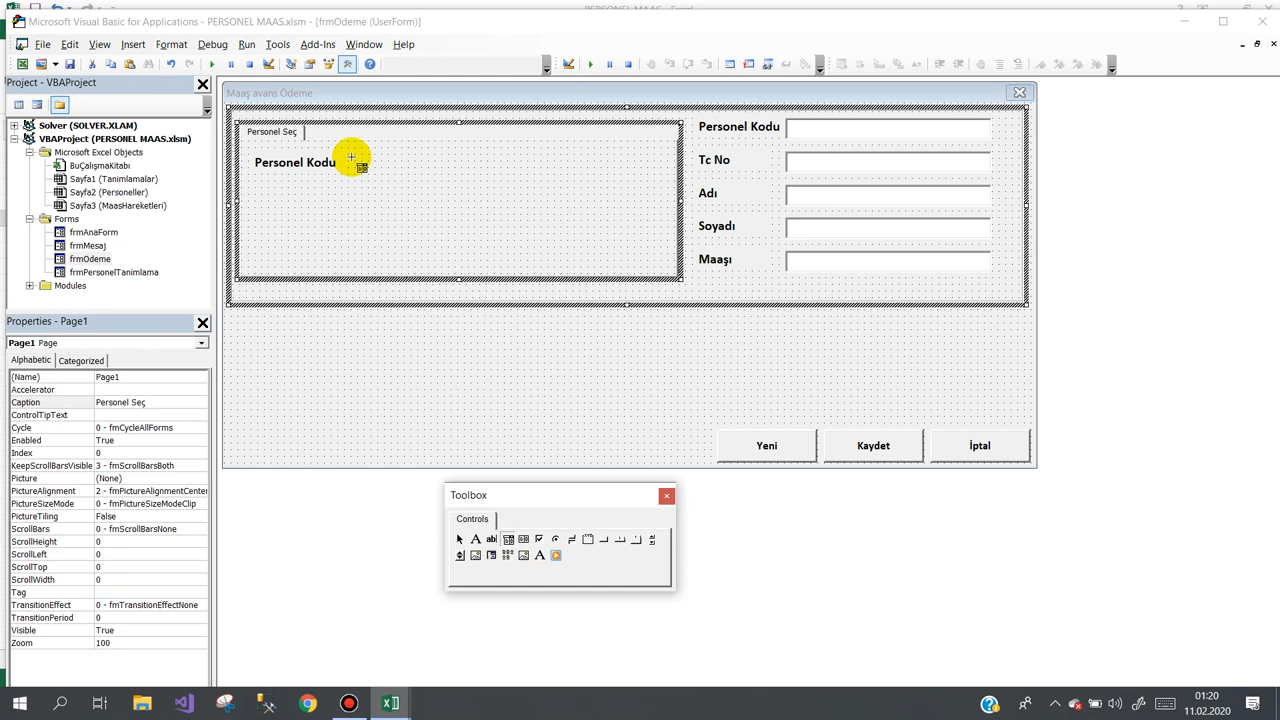 PERSONEL MAAS.xlsm - Excel
Microsoft Visual Basic for Applications - PERSONEL MAAS.xlsm - [frmOdeme (UserForm)]
File Edit View Insert Format Debug Run Tools Add-Ins Window Help
Project - VBAProject
Solver (SOLVER.XLAM)
VBAProject (PERSONEL MAAS.xlsm)
Microsoft Excel Objects
BuÇalışmaKitabı
Sayfa1 (Tanimlamalar)
Sayfa2 (Personeller)
Sayfa3 (MaasHareketleri)
Forms
frmAnaForm
frmMesaj
frmOdeme
frmPersonelTanimlama
Modules
Properties - Page1
Page1 Page
Alphabetic Categorized
(Name) Page1
Accelerator
Caption Personel Seç
ControlTipText
Cycle 0 - fmCycleAllForms
Enabled True
Index 0
KeepScrollBarsVisible 3 - fmScrollBarsBoth
Picture (None)
PictureAlignment 2 - fmPictureAlignmentCenter
PictureSizeMode 0 - fmPictureSizeModeClip
PictureTiling False
ScrollBars 0 - fmScrollBarsNone
ScrollHeight 0
ScrollLeft 0
ScrollTop 0
ScrollWidth 0
Tag
TransitionEffect 0 - fmTransitionEffectNone
TransitionPeriod 0
Visible True
Zoom 100
Maaş avans Ödeme
Personel Seç
Personel Kodu
Personel Kodu
Tc No
Adı
Soyadı
Maaşı
Yeni Kaydet İptal
Toolbox
Controls
01:20
11.02.2020